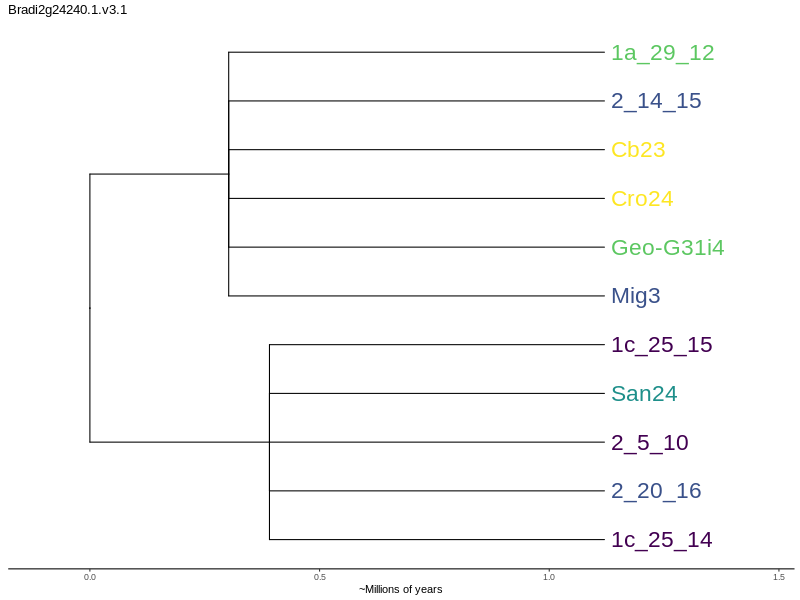 Bradi2g24240.1.v3.1
1a_29_12
2_14_15
Cb23
Cro24
Geo-G31i4
Mig3
1c_25_15
San24
2_5_10
2_20_16
1c_25_14
0.0 0.5 1.0 1.5
~Millions of years